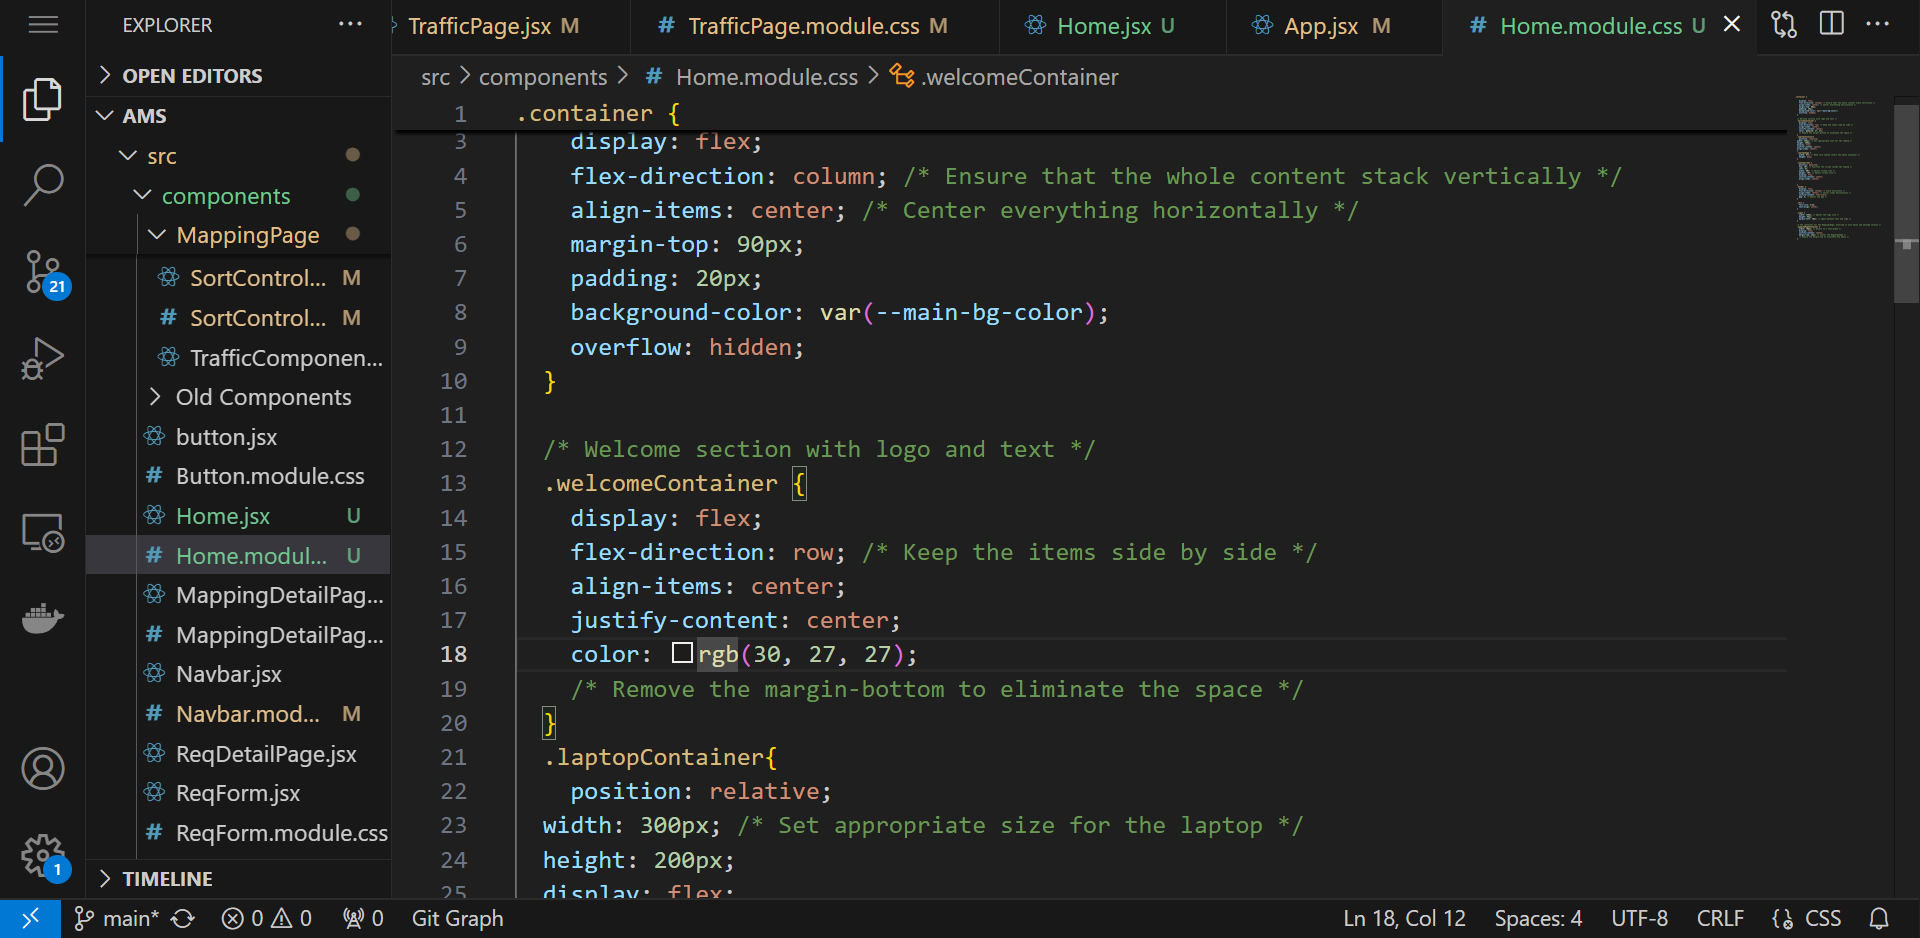 EXPLORER
OPEN EDITORS
AMS
src
components
MappingPage
SortControl... M
SortControl... M
TrafficComponen...
Old Components
button.jsx
Button.module.css
Home.jsx U
Home.modul... U
MappingDetailPag...
MappingDetailPag...
Navbar.jsx
Navbar.mod... M
ReqDetailPage.jsx
ReqForm.jsx
ReqForm.module.css
TIMELINE
21
1
TrafficPage.jsx M
# TrafficPage.module.css M
Home.jsx U
App.jsx M
# Home.module.css U
src > components > # Home.module.css > .welcomeContainer
1 .container {
3 display: flex;
4 flex-direction: column; /* Ensure that the whole content stack vertically */
5 align-items: center; /* Center everything horizontally */
6 margin-top: 90px;
7 padding: 20px;
8 background-color: var(--main-bg-color);
9 overflow: hidden;
10 }
11
12 /* Welcome section with logo and text */
13 .welcomeContainer {
14 display: flex;
15 flex-direction: row; /* Keep the items side by side */
16 align-items: center;
17 justify-content: center;
18 color: rgb(30, 27, 27);
19 /* Remove the margin-bottom to eliminate the space */
20 }
21 .laptopContainer{
22 position: relative;
23 width: 300px; /* Set appropriate size for the laptop */
24 height: 200px;
25 display: flex;
main* 0 0 0 Git Graph Ln 18, Col 12 Spaces: 4 UTF-8 CRLF CSS